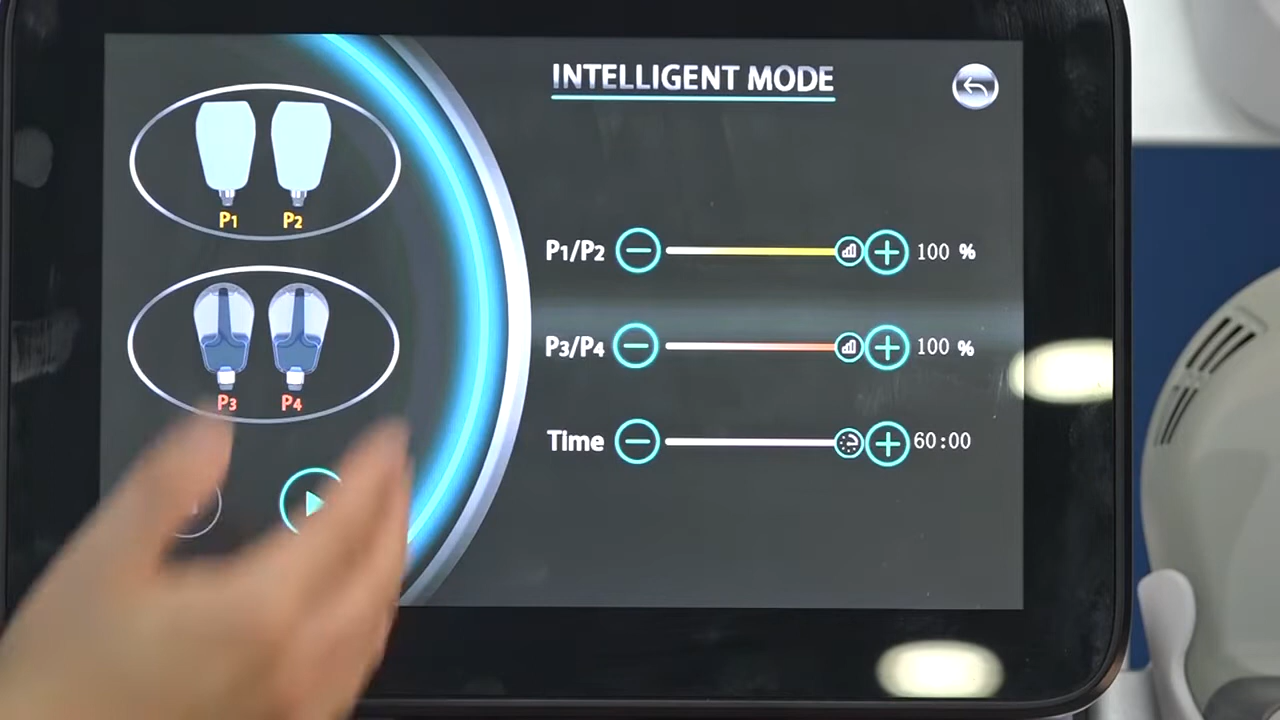 INTELLIGENT MODE
P1 P2
P1/P2 100 %
P3/P4 100 %
P3 P4
Time 60:00